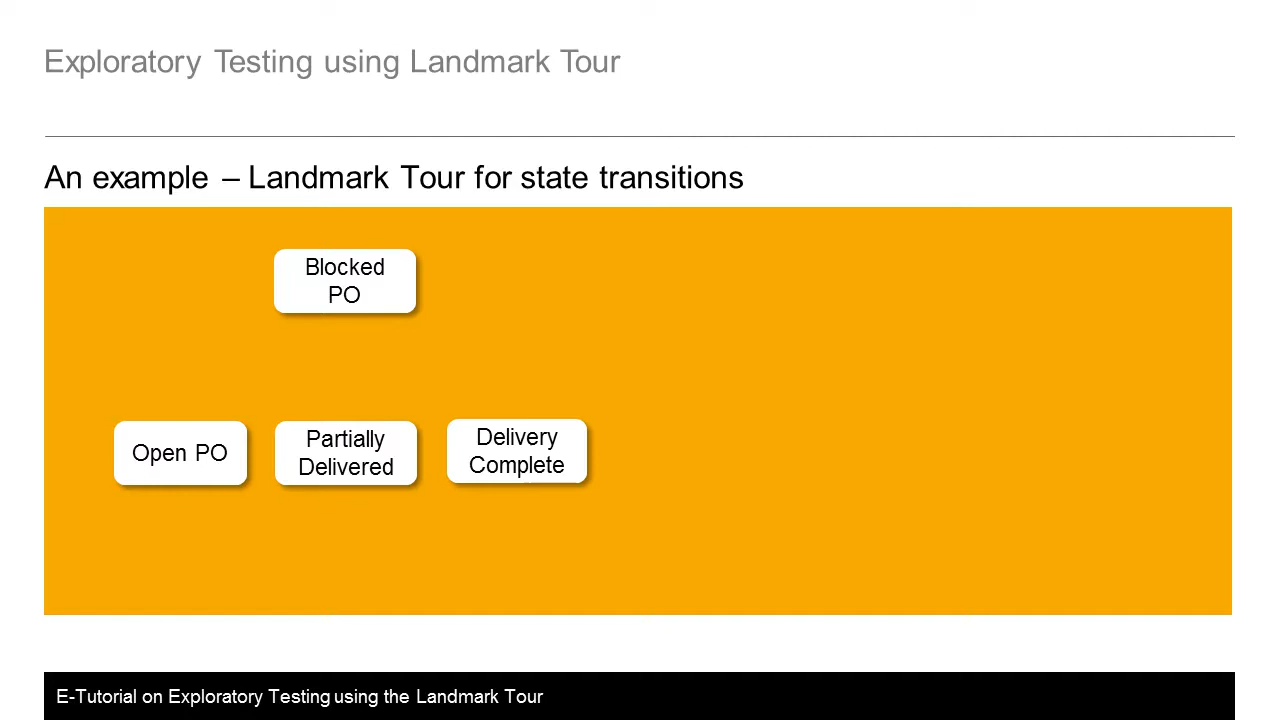 Exploratory Testing using Landmark Tour
An example – Landmark Tour for state transitions
Blocked
PO
Open PO
Partially
Delivered
Delivery
Complete
E-Tutorial on Exploratory Testing using the Landmark Tour